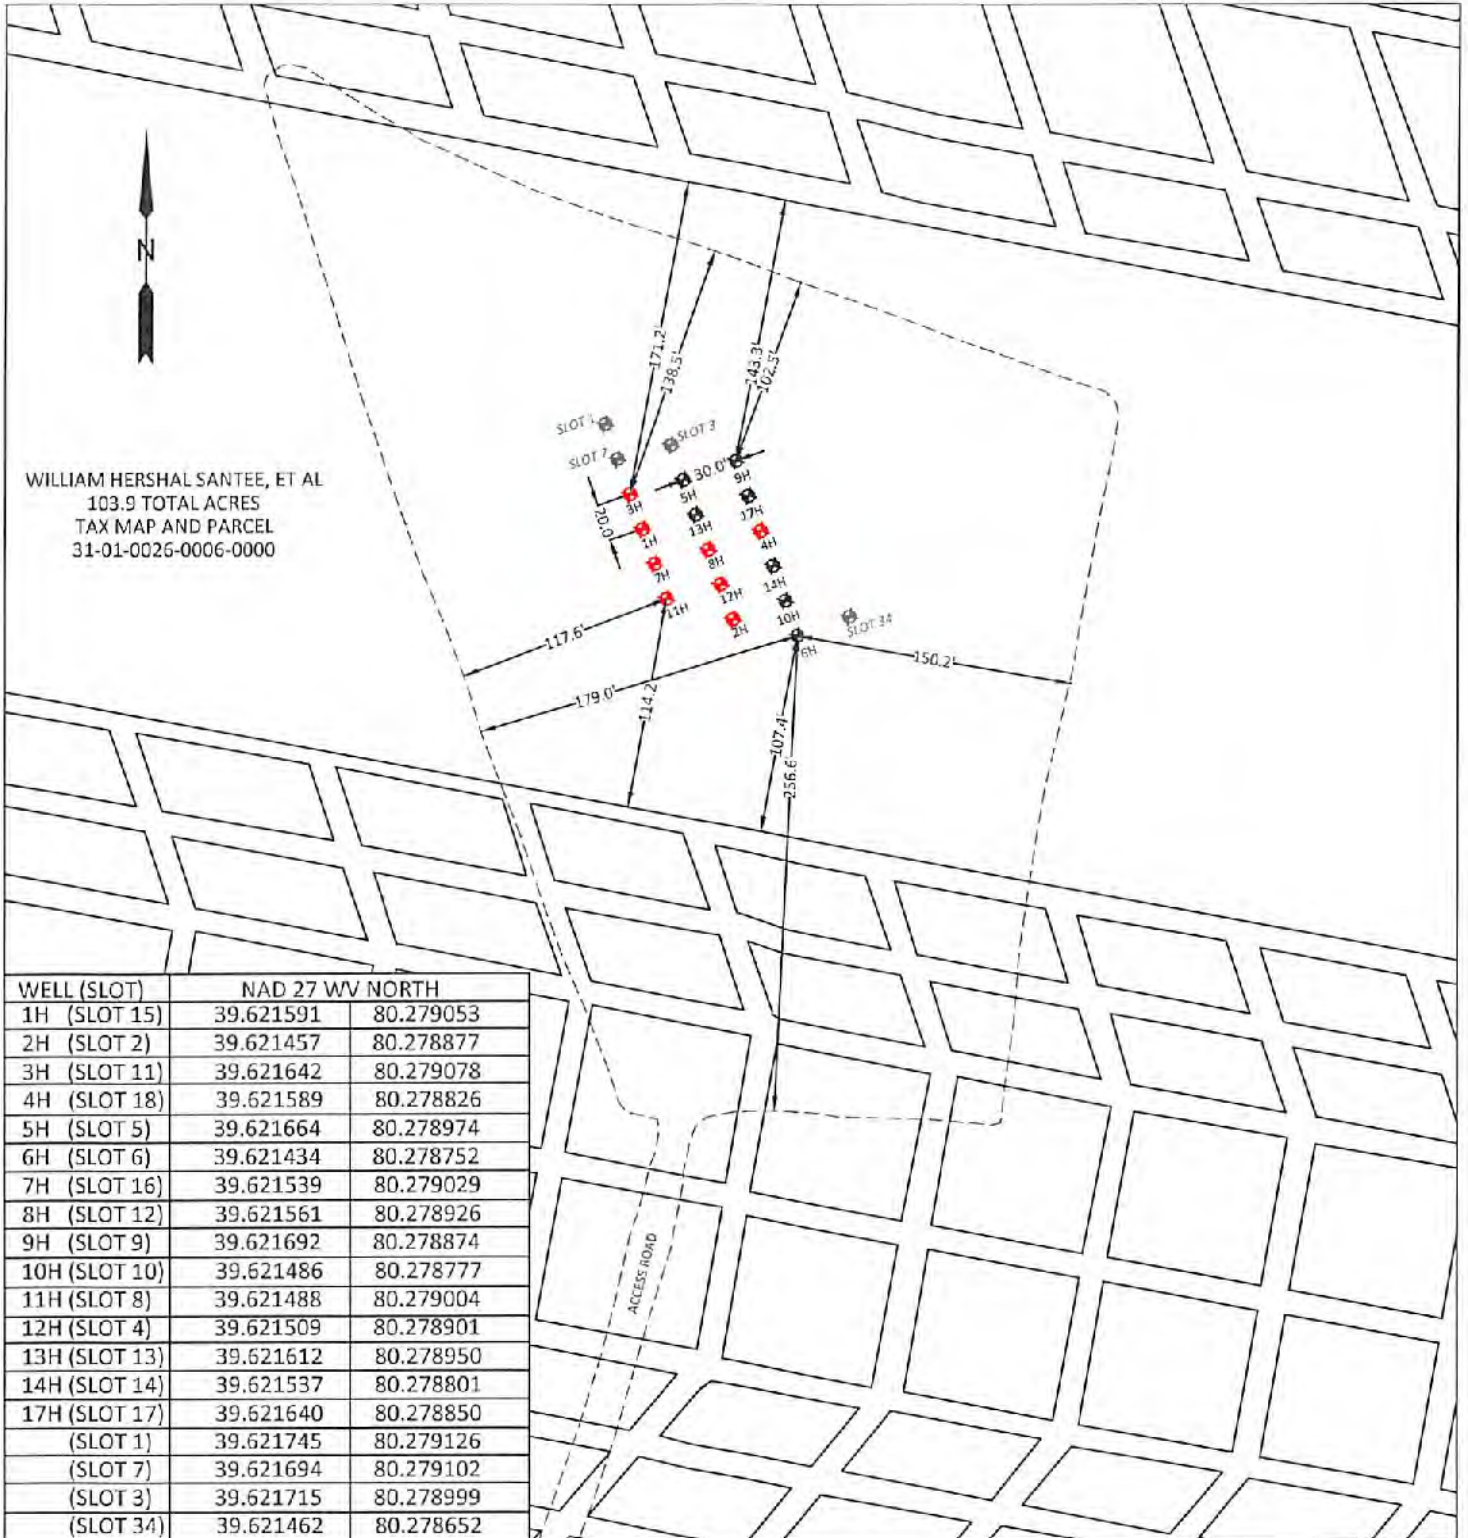 N
WILLIAM HERSHAL SANTEE, ET AL
103.9 TOTAL ACRES
TAX MAP AND PARCEL
31-01-0026-0006-0000
171.2'
138.5'
143.3'
102.5'
SLOT 1
SLOT 3
SLOT 7
30.0'
9H
5H
3H
20.0'
17H
13H
1H
4H
8H
7H
14H
12H
11H
10H
2H
SLOT 34
6H
117.6'
150.2'
179.0'
114.2'
107.4'
256.6'
ACCESS ROAD
WELL (SLOT) NAD 27 WV NORTH
1H (SLOT 15) 39.621591 80.279053
2H (SLOT 2) 39.621457 80.278877
3H (SLOT 11) 39.621642 80.279078
4H (SLOT 18) 39.621589 80.278826
5H (SLOT 5) 39.621664 80.278974
6H (SLOT 6) 39.621434 80.278752
7H (SLOT 16) 39.621539 80.279029
8H (SLOT 12) 39.621561 80.278926
9H (SLOT 9) 39.621692 80.278874
10H (SLOT 10) 39.621486 80.278777
11H (SLOT 8) 39.621488 80.279004
12H (SLOT 4) 39.621509 80.278901
13H (SLOT 13) 39.621612 80.278950
14H (SLOT 14) 39.621537 80.278801
17H (SLOT 17) 39.621640 80.278850
(SLOT 1) 39.621745 80.279126
(SLOT 7) 39.621694 80.279102
(SLOT 3) 39.621715 80.278999
(SLOT 34) 39.621462 80.278652